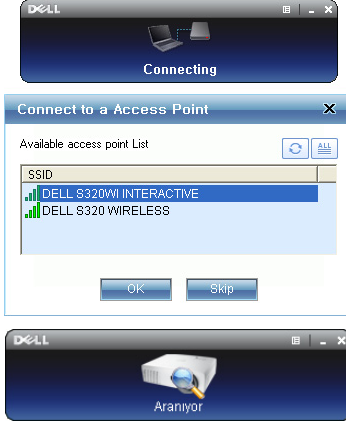 DELL
Connecting
Connect to a Access Point
Available access point List
ALL
SSID
DELL S320WI INTERACTIVE
DELL S320 WIRELESS
OK
Skip
DELL
Aranıyor